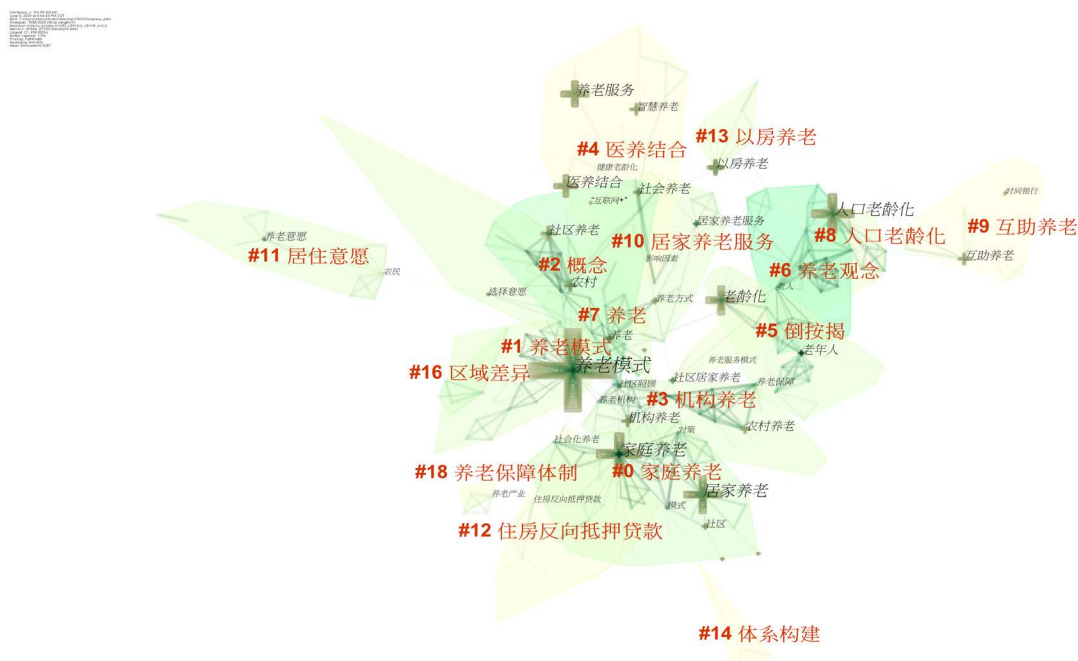 养老服务
智慧养老
#13 以房养老
#4 医养结合
以房养老
健康老龄化
医养结合
社会养老
时间银行
"互联网+"
人口老龄化
居家养老服务
#9 互助养老
养老意愿
社区养老
#10 居家养老服务
#8 人口老龄化
#11 居住意愿
影响因素
互助养老
#2 概念
#6 养老观念
农民
农村
老人
选择意愿
养老方式
老龄化
#7 养老
#5 倒按揭
养老
#1 养老模式
老年人
养老模式
养老服务模式
#16 区域差异
社区照顾
社区居家养老
养老保障
养老机构
#3 机构养老
机构养老
农村养老
对策
社会化养老
家庭养老
#18 养老保障体制
#0 家庭养老
养老产业
住房反向抵押贷款
居家养老
模式
#12 住房反向抵押贷款
社区
#14 体系构建